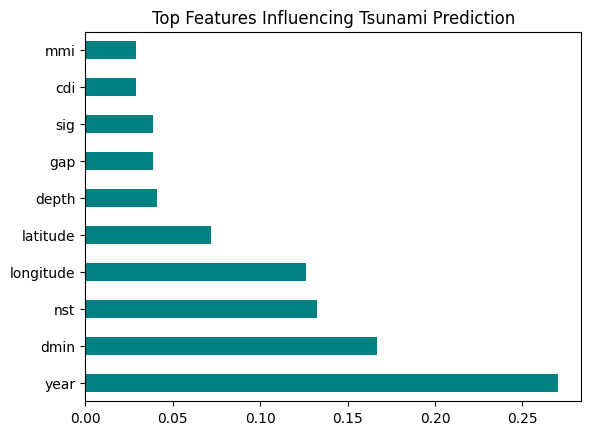 Top Features Influencing Tsunami Prediction
mmi
cdi
sig
gap
depth
latitude
longitude
nst
dmin
year
0.00 0.05 0.10 0.15 0.20 0.25